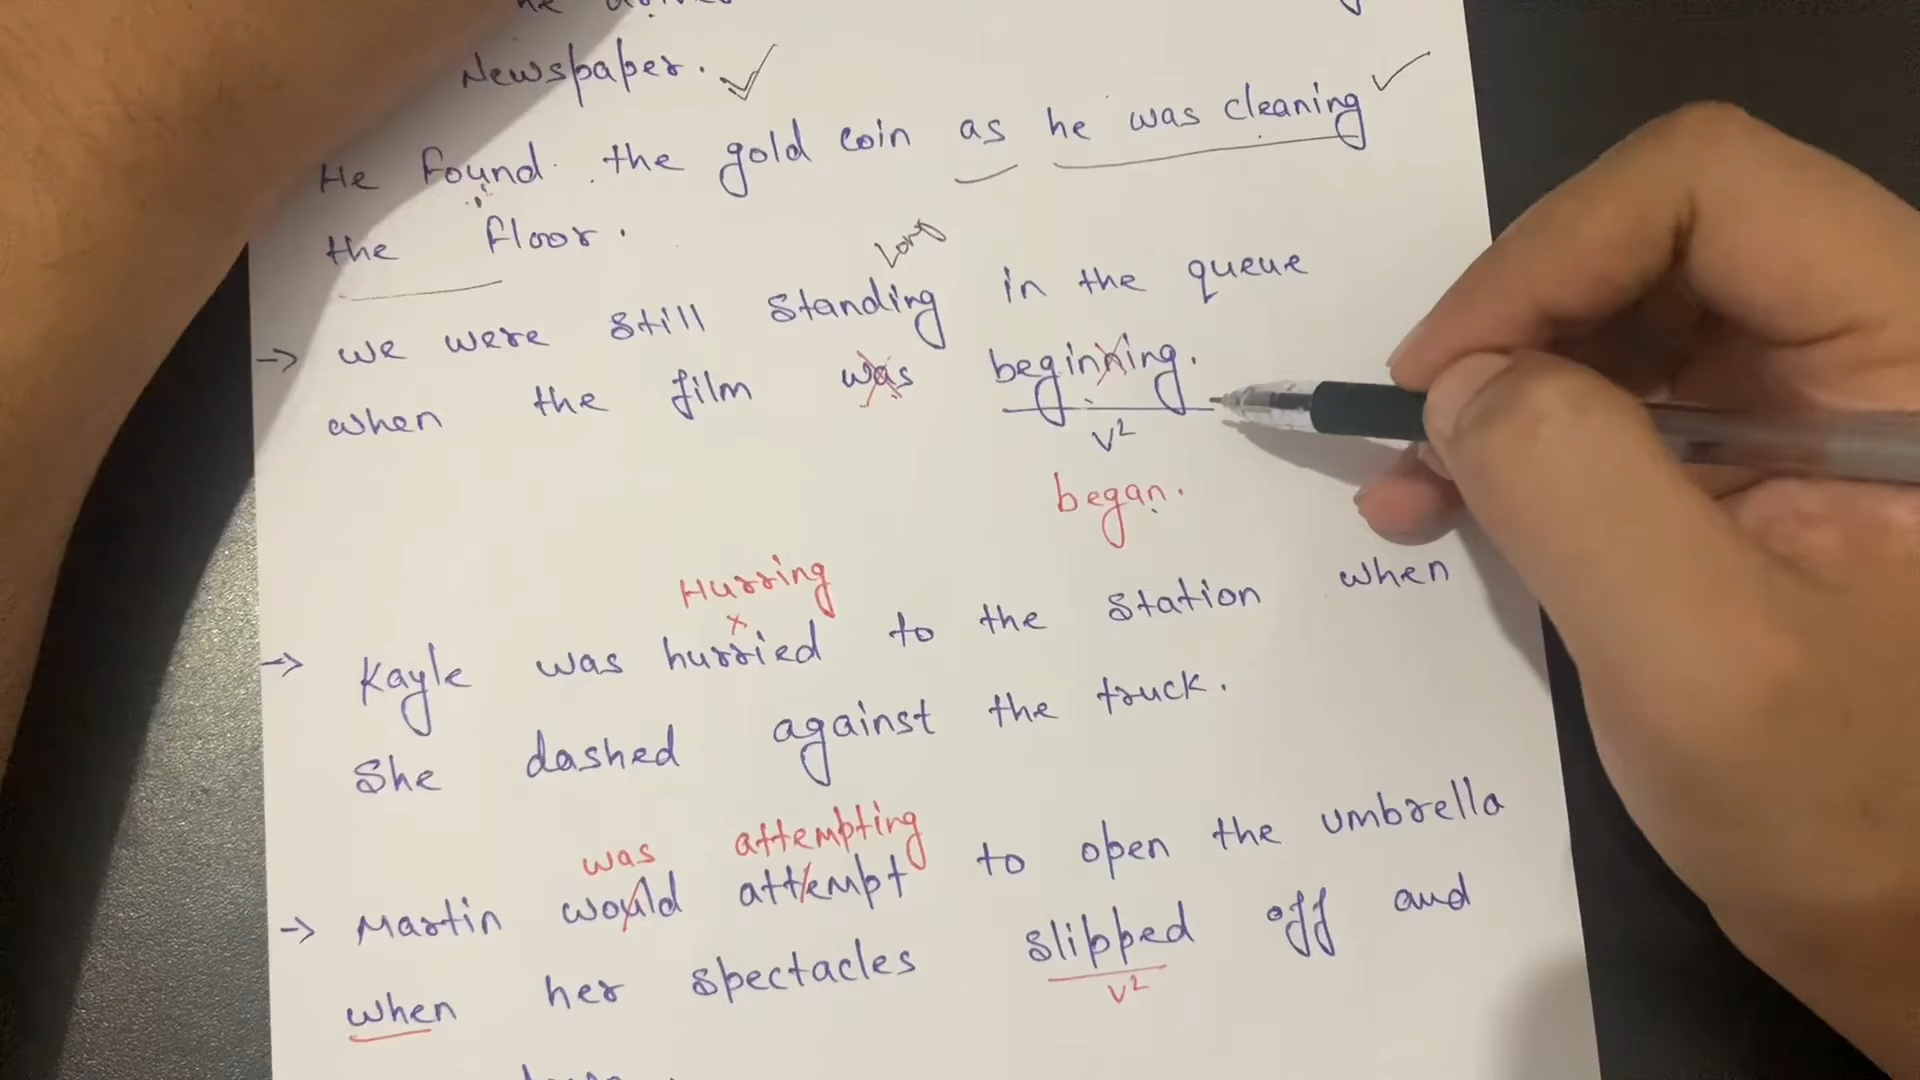 Newspaper.
He found the gold coin as he was cleaning
the floor.
Long
→ we were still standing in the queue
when the film was beginning.
V²
began.
Hurring
→ Kayle was hurried to the station when
She dashed against the truck.
was attempting
→ Martin would attempt to open the umbrella
when her spectacles slipped off and
V²